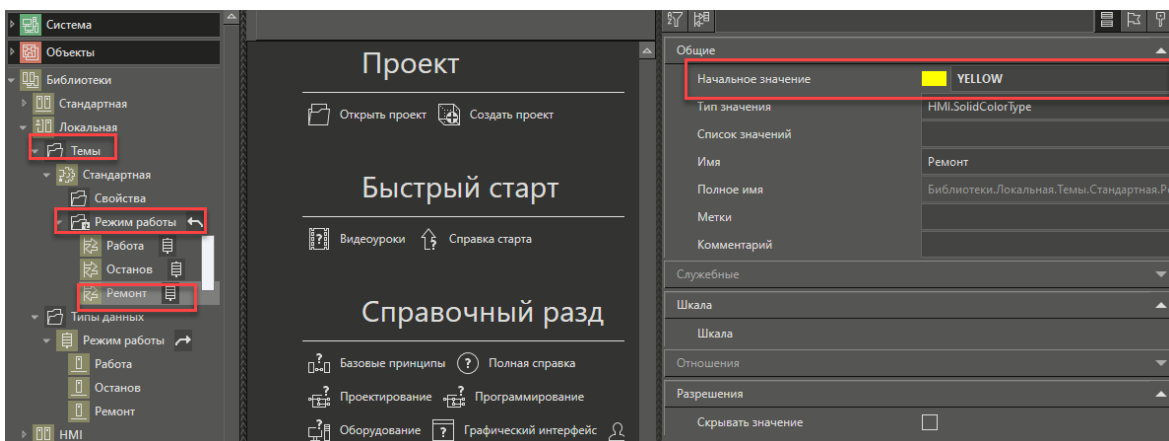 Система
Объекты
Библиотеки
Стандартная
Локальная
Темы
Стандартная
Свойства
Режим работы
Работа
Останов
Ремонт
Типы данных
Режим работы
Работа
Останов
Ремонт
HMI
Проект
Открыть проект Создать проект
Быстрый старт
Видеоуроки Справка старта
Справочный разд
Базовые принципы Полная справка
Проектирование Программирование
Оборудование Графический интерфейс
Общие
Начальное значение YELLOW
Тип значения HMI.SolidColorType
Список значений
Имя Ремонт
Полное имя Библиотеки.Локальная.Темы.Стандартная.Р
Метки
Комментарий
Служебные
Шкала
Шкала
Отношения
Разрешения
Скрывать значение